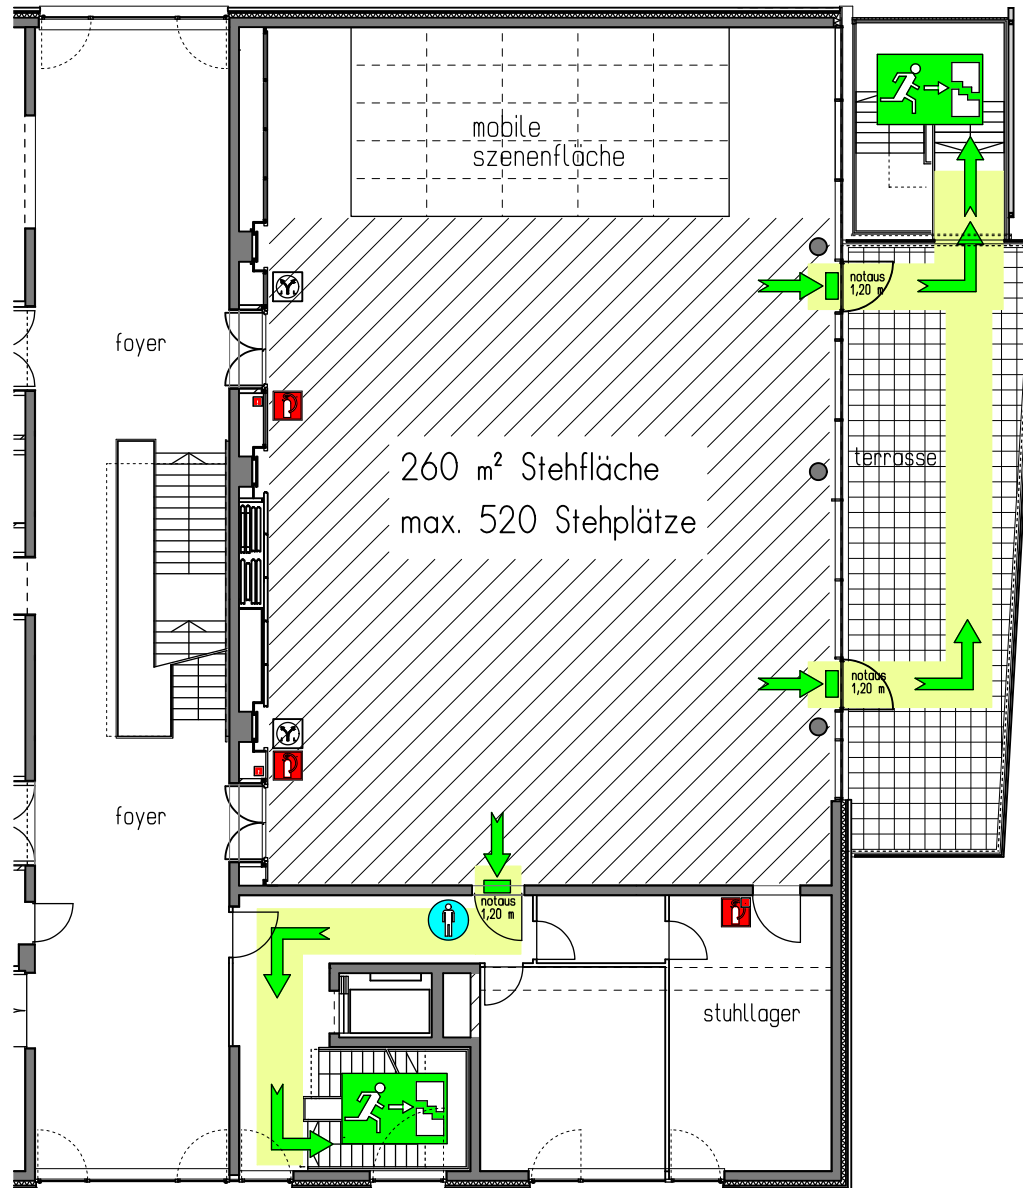 mobile
szenenfläche
notaus
1,20 m
foyer
260 m² Stehfläche
max. 520 Stehplätze
terrasse
notaus
1,20 m
foyer
notaus
1,20 m
stuhllager